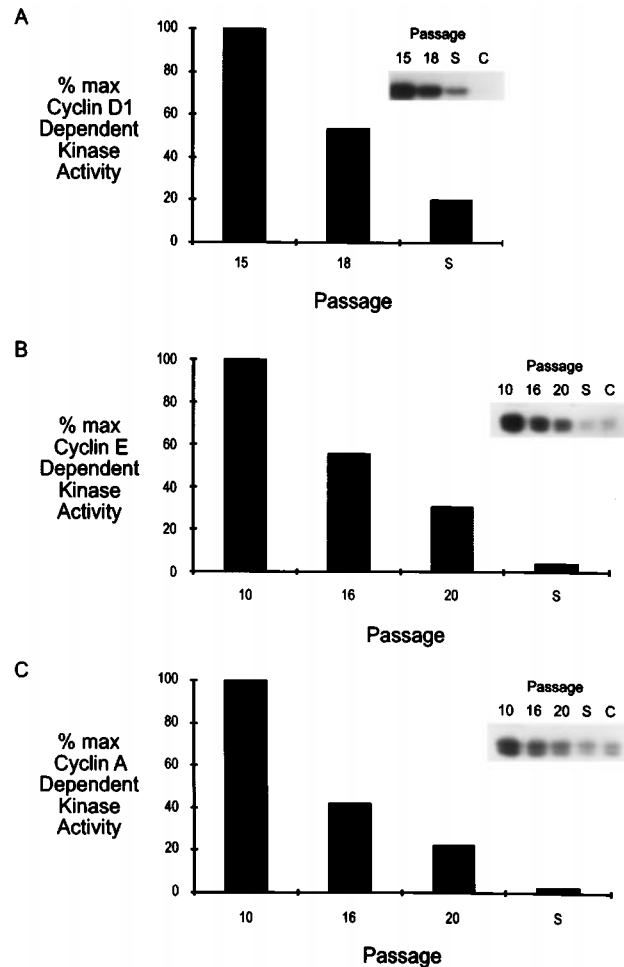 A
% max
Cyclin D1
Dependent
Kinase
Activity
100
80
60
40
20
0
15
18
S
Passage
Passage
15 18 S C
B
% max
Cyclin E
Dependent
Kinase
Activity
100
80
60
40
20
0
10
16
20
S
Passage
Passage
10 16 20 S C
C
% max
Cyclin A
Dependent
Kinase
Activity
100
80
60
40
20
0
10
16
20
S
Passage
Passage
10 16 20 S C